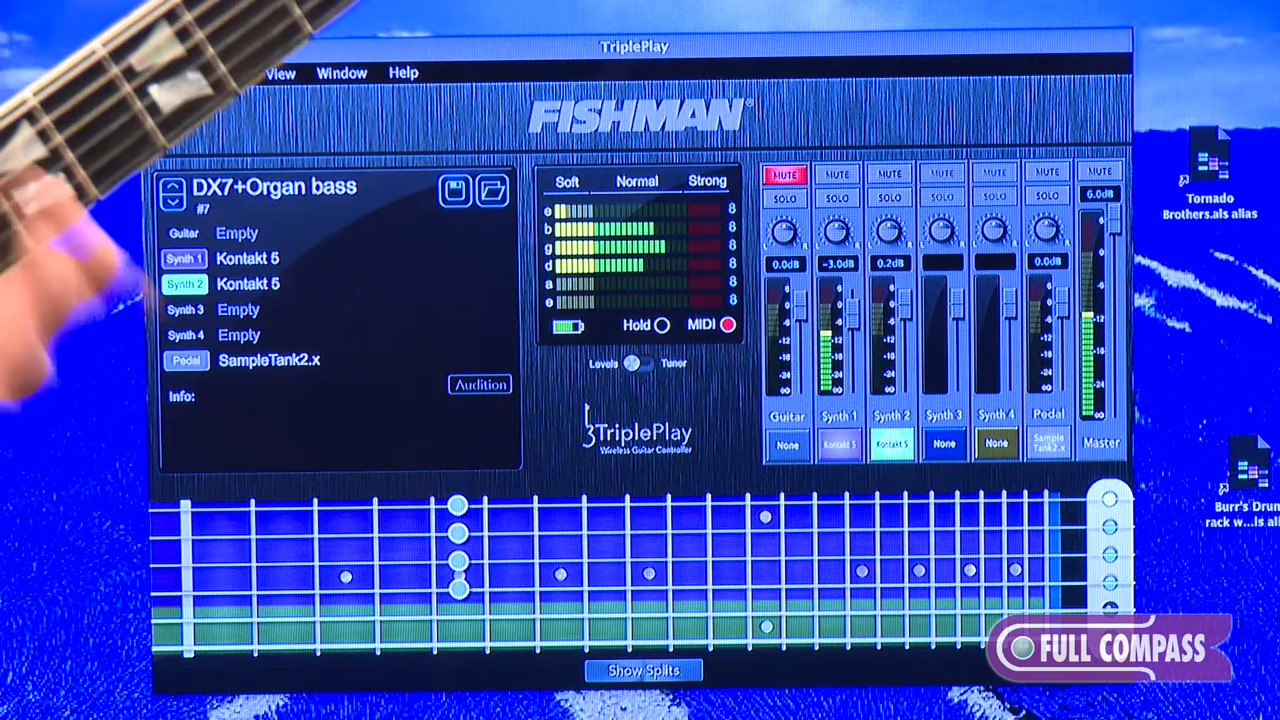 TriplePlay
View Window Help
FISHMAN
DX7+Organ bass
#7
Guitar Empty
Synth 1 Kontakt 5
Synth 2 Kontakt 5
Synth 3 Empty
Synth 4 Empty
Pedal SampleTank2.x
Audition
Info:
Soft Normal Strong
e 8
b 8
g 8
d 8
a 8
e 8
Hold MIDI
Levels Tuner
TriplePlay
Wireless Guitar Controller
MUTE MUTE MUTE MUTE MUTE MUTE MUTE
SOLO SOLO SOLO SOLO SOLO SOLO 6.0dB
L R L R L R L R L R L R
0.0dB -3.0dB 0.2dB 0.0dB
Guitar Synth 1 Synth 2 Synth 3 Synth 4 Pedal Master
None Kontakt 5 Kontakt 5 None None Sample
Tank2.x
Show Splits
Tornado
Brothers.als alias
Burr's Drum
rack w...ls ali
FULL COMPASS